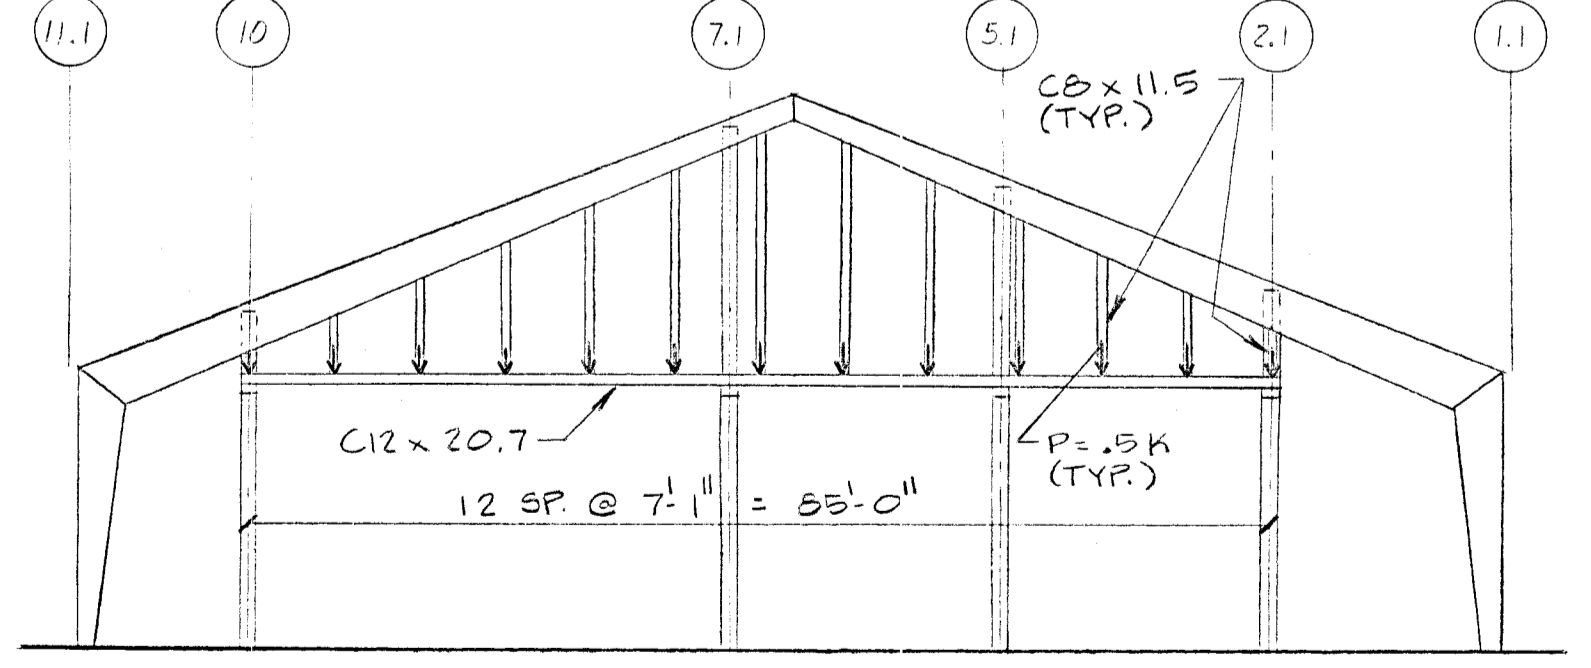 11.1
10
7.1
5.1
2.1
1.1
C8 x 11.5
(TYP.)
C12 x 20.7
P = .5K
(TYP.)
12 SP. @ 7'-1" = 85'-0"